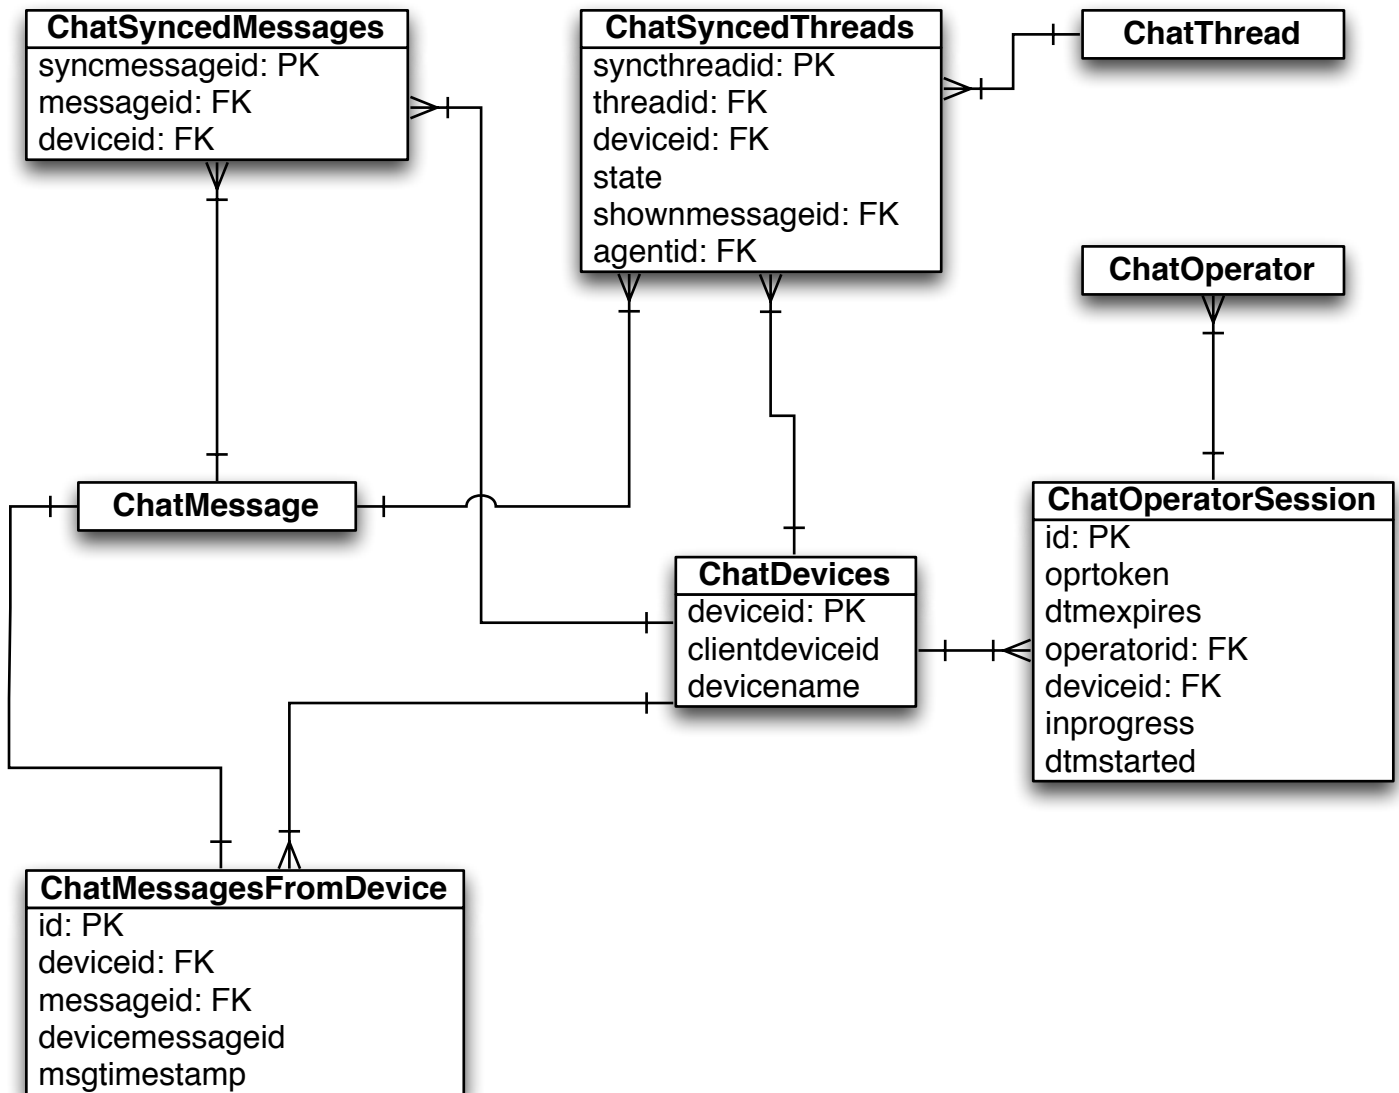 ChatSyncedMessages
syncmessageid: PK
messageid: FK
deviceid: FK
ChatSyncedThreads
syncthreadid: PK
threadid: FK
deviceid: FK
state
shownmessageid: FK
agentid: FK
ChatThread
ChatOperator
ChatMessage
ChatDevices
deviceid: PK
clientdeviceid
devicename
ChatOperatorSession
id: PK
oprtoken
dtmexpires
operatorid: FK
deviceid: FK
inprogress
dtmstarted
ChatMessagesFromDevice
id: PK
deviceid: FK
messageid: FK
devicemessageid
msgtimestamp